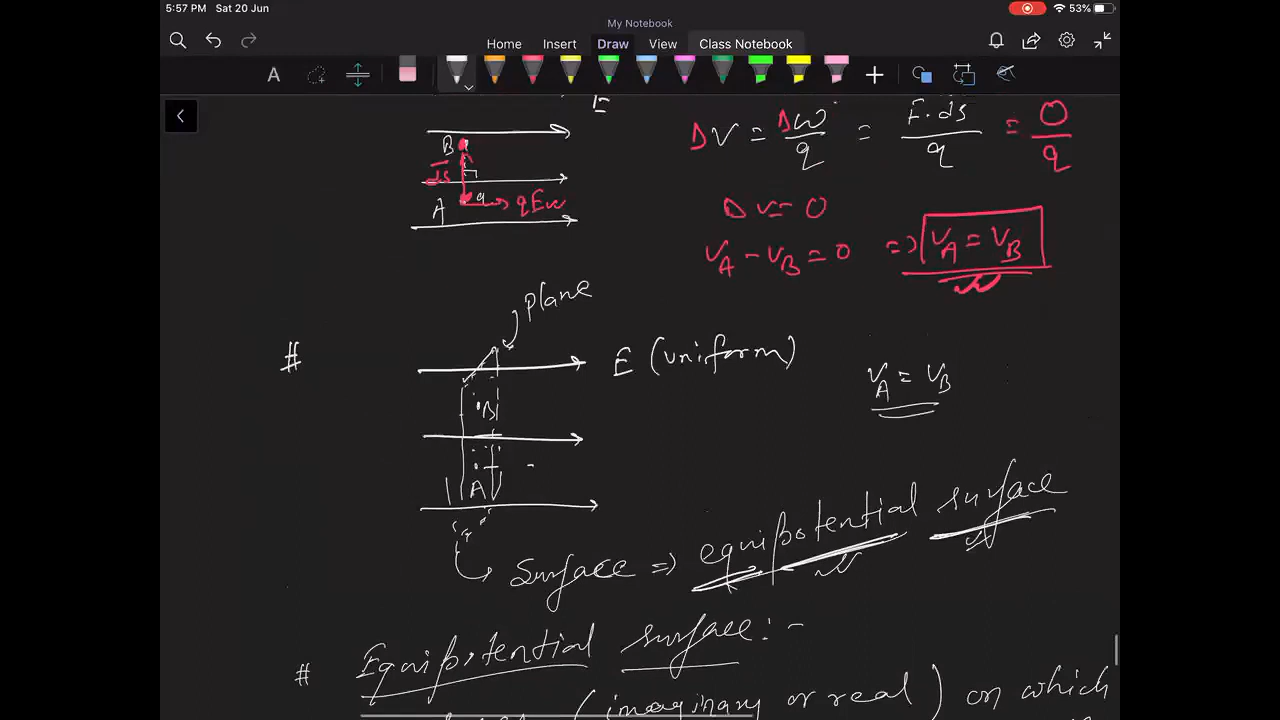 5:57 PM Sat 20 Jun
53%
My Notebook
Home Insert Draw View Class Notebook
A
E
B
ds
q
A
ΔV = Δω/q = F.ds/q = 0/q
ΔV = 0
VA - VB = 0 => VA = VB
plane
# E (uniform)
VA = VB
B
A
Surface => equipotential surface
# Equipotential surface:-
(imaginary or real) on which